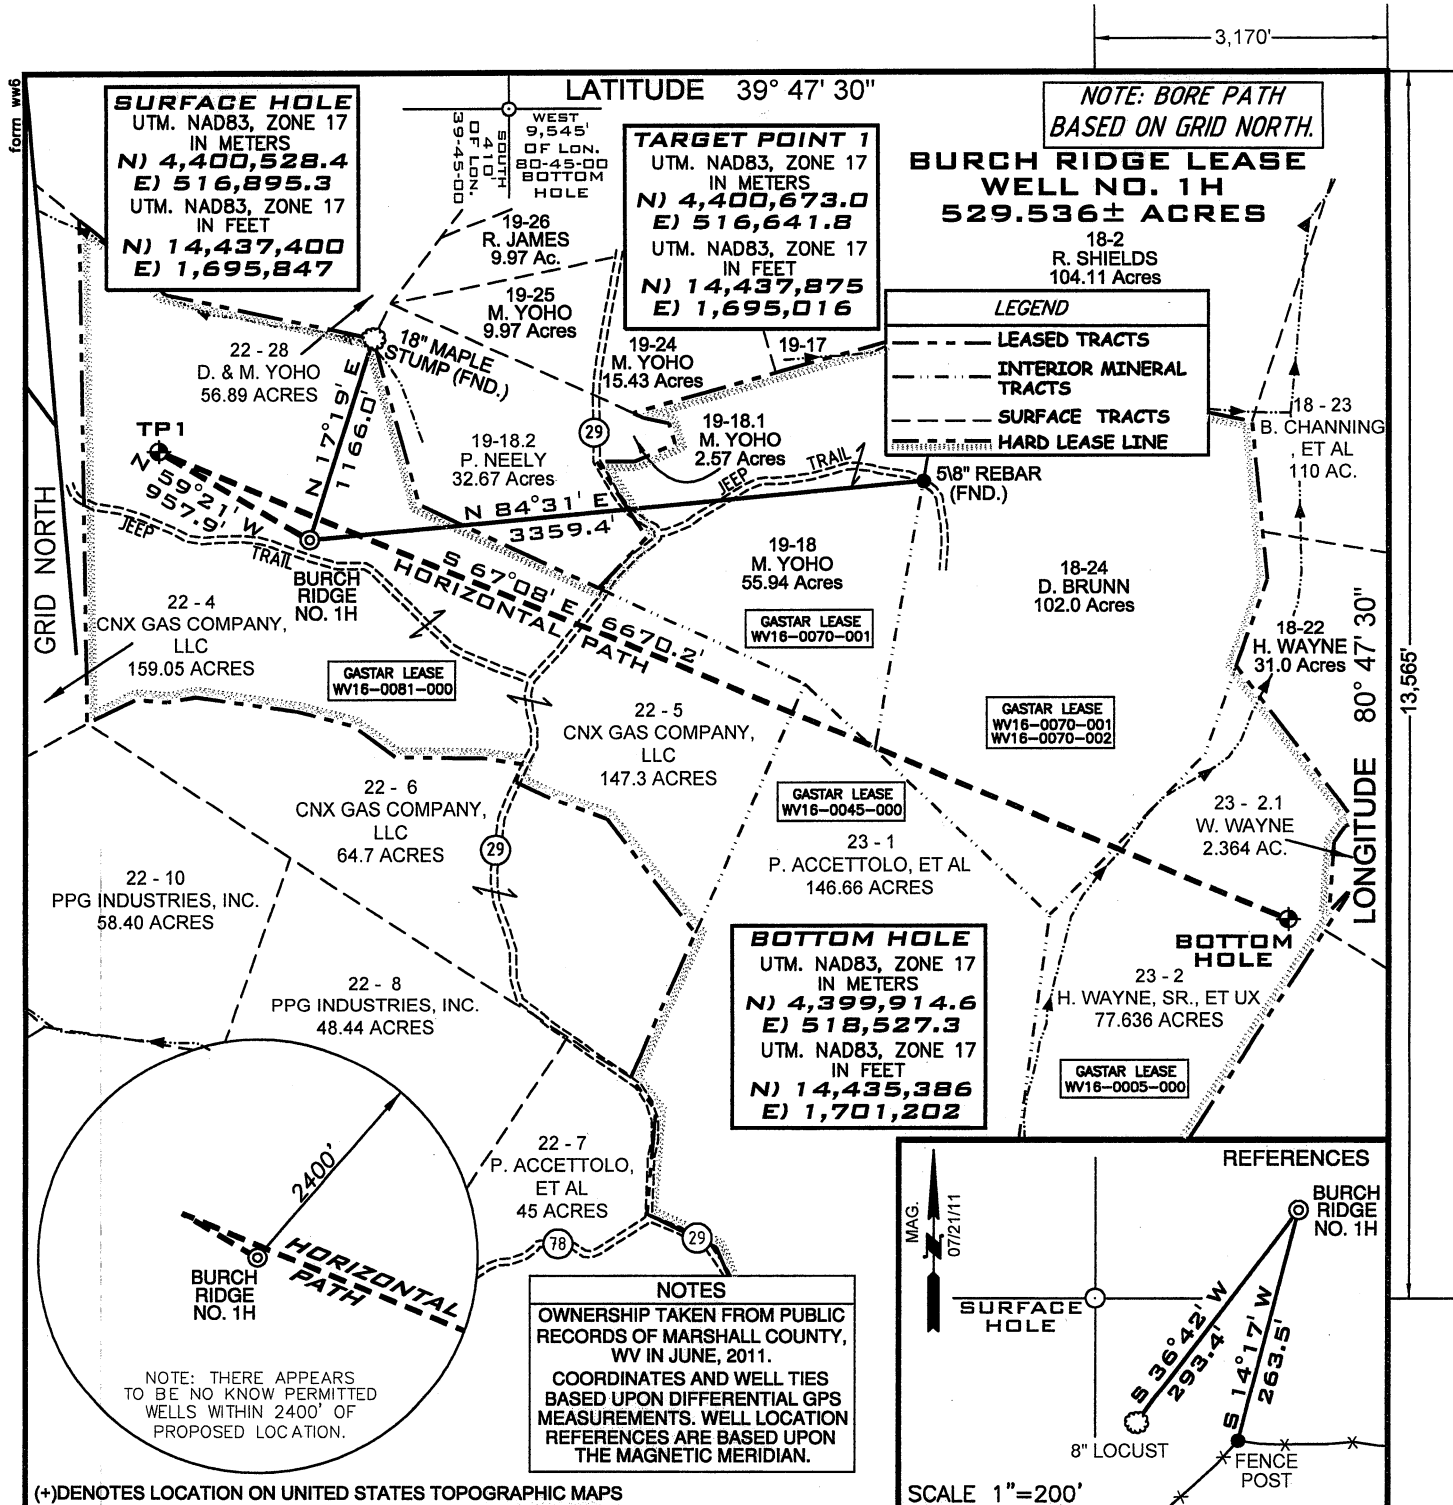 3,170'
form ww6
LATITUDE 39° 47' 30"
SURFACE HOLE
UTM. NAD83, ZONE 17
IN METERS
N) 4,400,528.4
E) 516,895.3
UTM. NAD83, ZONE 17
IN FEET
N) 14,437,400
E) 1,695,847
WEST
9,545'
OF LON.
80-45-00
BOTTOM
HOLE
SOUTH
410'
OF LON.
39-45-00
TARGET POINT 1
UTM. NAD83, ZONE 17
IN METERS
N) 4,400,673.0
E) 516,641.8
UTM. NAD83, ZONE 17
IN FEET
N) 14,437,875
E) 1,695,016
NOTE: BORE PATH
BASED ON GRID NORTH.
BURCH RIDGE LEASE
WELL NO. 1H
529.536± ACRES
18-2
R. SHIELDS
104.11 Acres
19-26
R. JAMES
9.97 Ac.
19-25
M. YOHO
9.97 Acres
19-24
M. YOHO
15.43 Acres
19-17
LEGEND
LEASED TRACTS
INTERIOR MINERAL
TRACTS
SURFACE TRACTS
HARD LEASE LINE
22 - 28
D. & M. YOHO
56.89 ACRES
18" MAPLE
STUMP (FND.)
N 17°19' E
1166.0'
TP1
N 59°21' W
957.9'
29
19-18.1
M. YOHO
2.57 Acres
19-18.2
P. NEELY
32.67 Acres
18 - 23
B. CHANNING
, ET AL
110 AC.
JEEP
TRAIL
5\8" REBAR
(FND.)
N 84°31' E
3359.4'
JEEP
TRAIL
GRID NORTH
BURCH
RIDGE
NO. 1H
S 67°08' E 6670.2'
HORIZONTAL PATH
19-18
M. YOHO
55.94 Acres
GASTAR LEASE
WV16-0070-001
18-24
D. BRUNN
102.0 Acres
22 - 4
CNX GAS COMPANY,
LLC
159.05 ACRES
GASTAR LEASE
WV16-0081-000
18-22
H. WAYNE
31.0 Acres
LONGITUDE 80° 47' 30"
13,565'
22 - 5
CNX GAS COMPANY,
LLC
147.3 ACRES
GASTAR LEASE
WV16-0070-001
WV16-0070-002
22 - 6
CNX GAS COMPANY,
LLC
64.7 ACRES
29
GASTAR LEASE
WV16-0045-000
23 - 1
P. ACCETTOLO, ET AL
146.66 ACRES
23 - 2.1
W. WAYNE
2.364 AC.
22 - 10
PPG INDUSTRIES, INC.
58.40 ACRES
BOTTOM
HOLE
22 - 8
PPG INDUSTRIES, INC.
48.44 ACRES
BOTTOM HOLE
UTM. NAD83, ZONE 17
IN METERS
N) 4,399,914.6
E) 518,527.3
UTM. NAD83, ZONE 17
IN FEET
N) 14,435,386
E) 1,701,202
23 - 2
H. WAYNE, SR., ET UX
77.636 ACRES
GASTAR LEASE
WV16-0005-000
22 - 7
P. ACCETTOLO,
ET AL
45 ACRES
78
29
2400'
HORIZONTAL
PATH
BURCH
RIDGE
NO. 1H
NOTE: THERE APPEARS
TO BE NO KNOW PERMITTED
WELLS WITHIN 2400' OF
PROPOSED LOCATION.
NOTES
OWNERSHIP TAKEN FROM PUBLIC
RECORDS OF MARSHALL COUNTY,
WV IN JUNE, 2011.
COORDINATES AND WELL TIES
BASED UPON DIFFERENTIAL GPS
MEASUREMENTS. WELL LOCATION
REFERENCES ARE BASED UPON
THE MAGNETIC MERIDIAN.
REFERENCES
MAG.
07/21/11
BURCH
RIDGE
NO. 1H
SURFACE
HOLE
S 36°42' W
293.4'
S 14°17' W
263.5'
8" LOCUST
FENCE
POST
SCALE 1"=200'
(+)DENOTES LOCATION ON UNITED STATES TOPOGRAPHIC MAPS